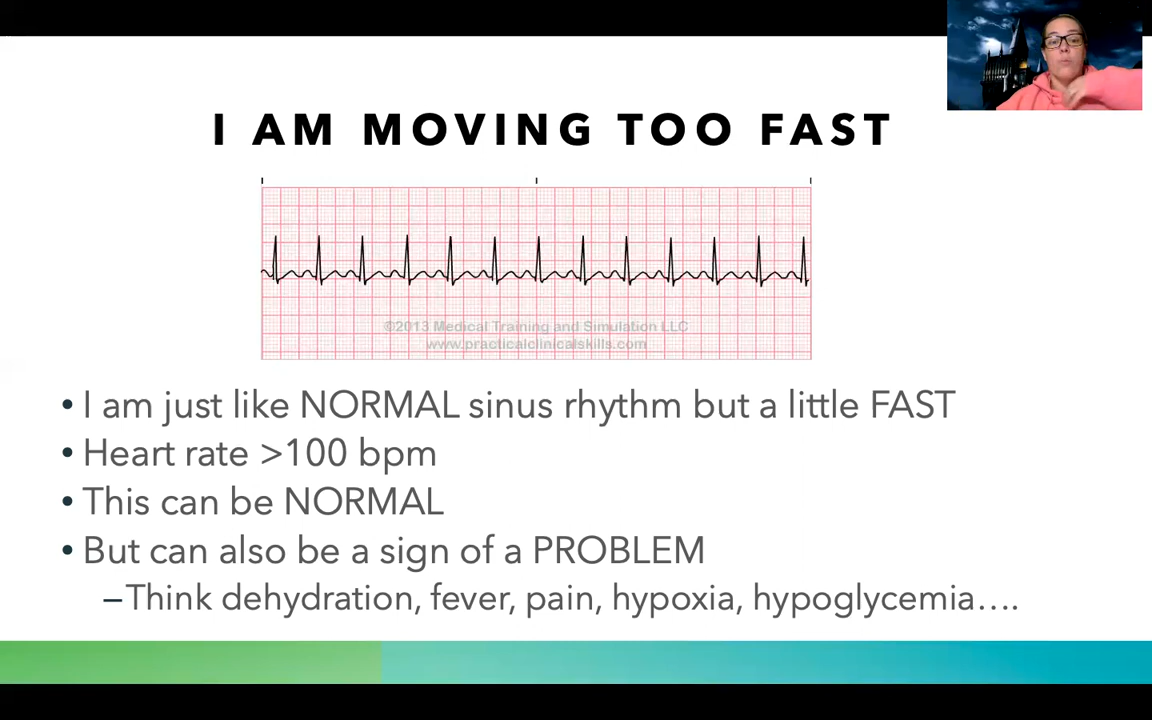 I AM MOVING TOO FAST
©2013 Medical Training and Simulation LLC
www.practicalclinicalskills.com
• I am just like NORMAL sinus rhythm but a little FAST
• Heart rate >100 bpm
• This can be NORMAL
• But can also be a sign of a PROBLEM
–Think dehydration, fever, pain, hypoxia, hypoglycemia….